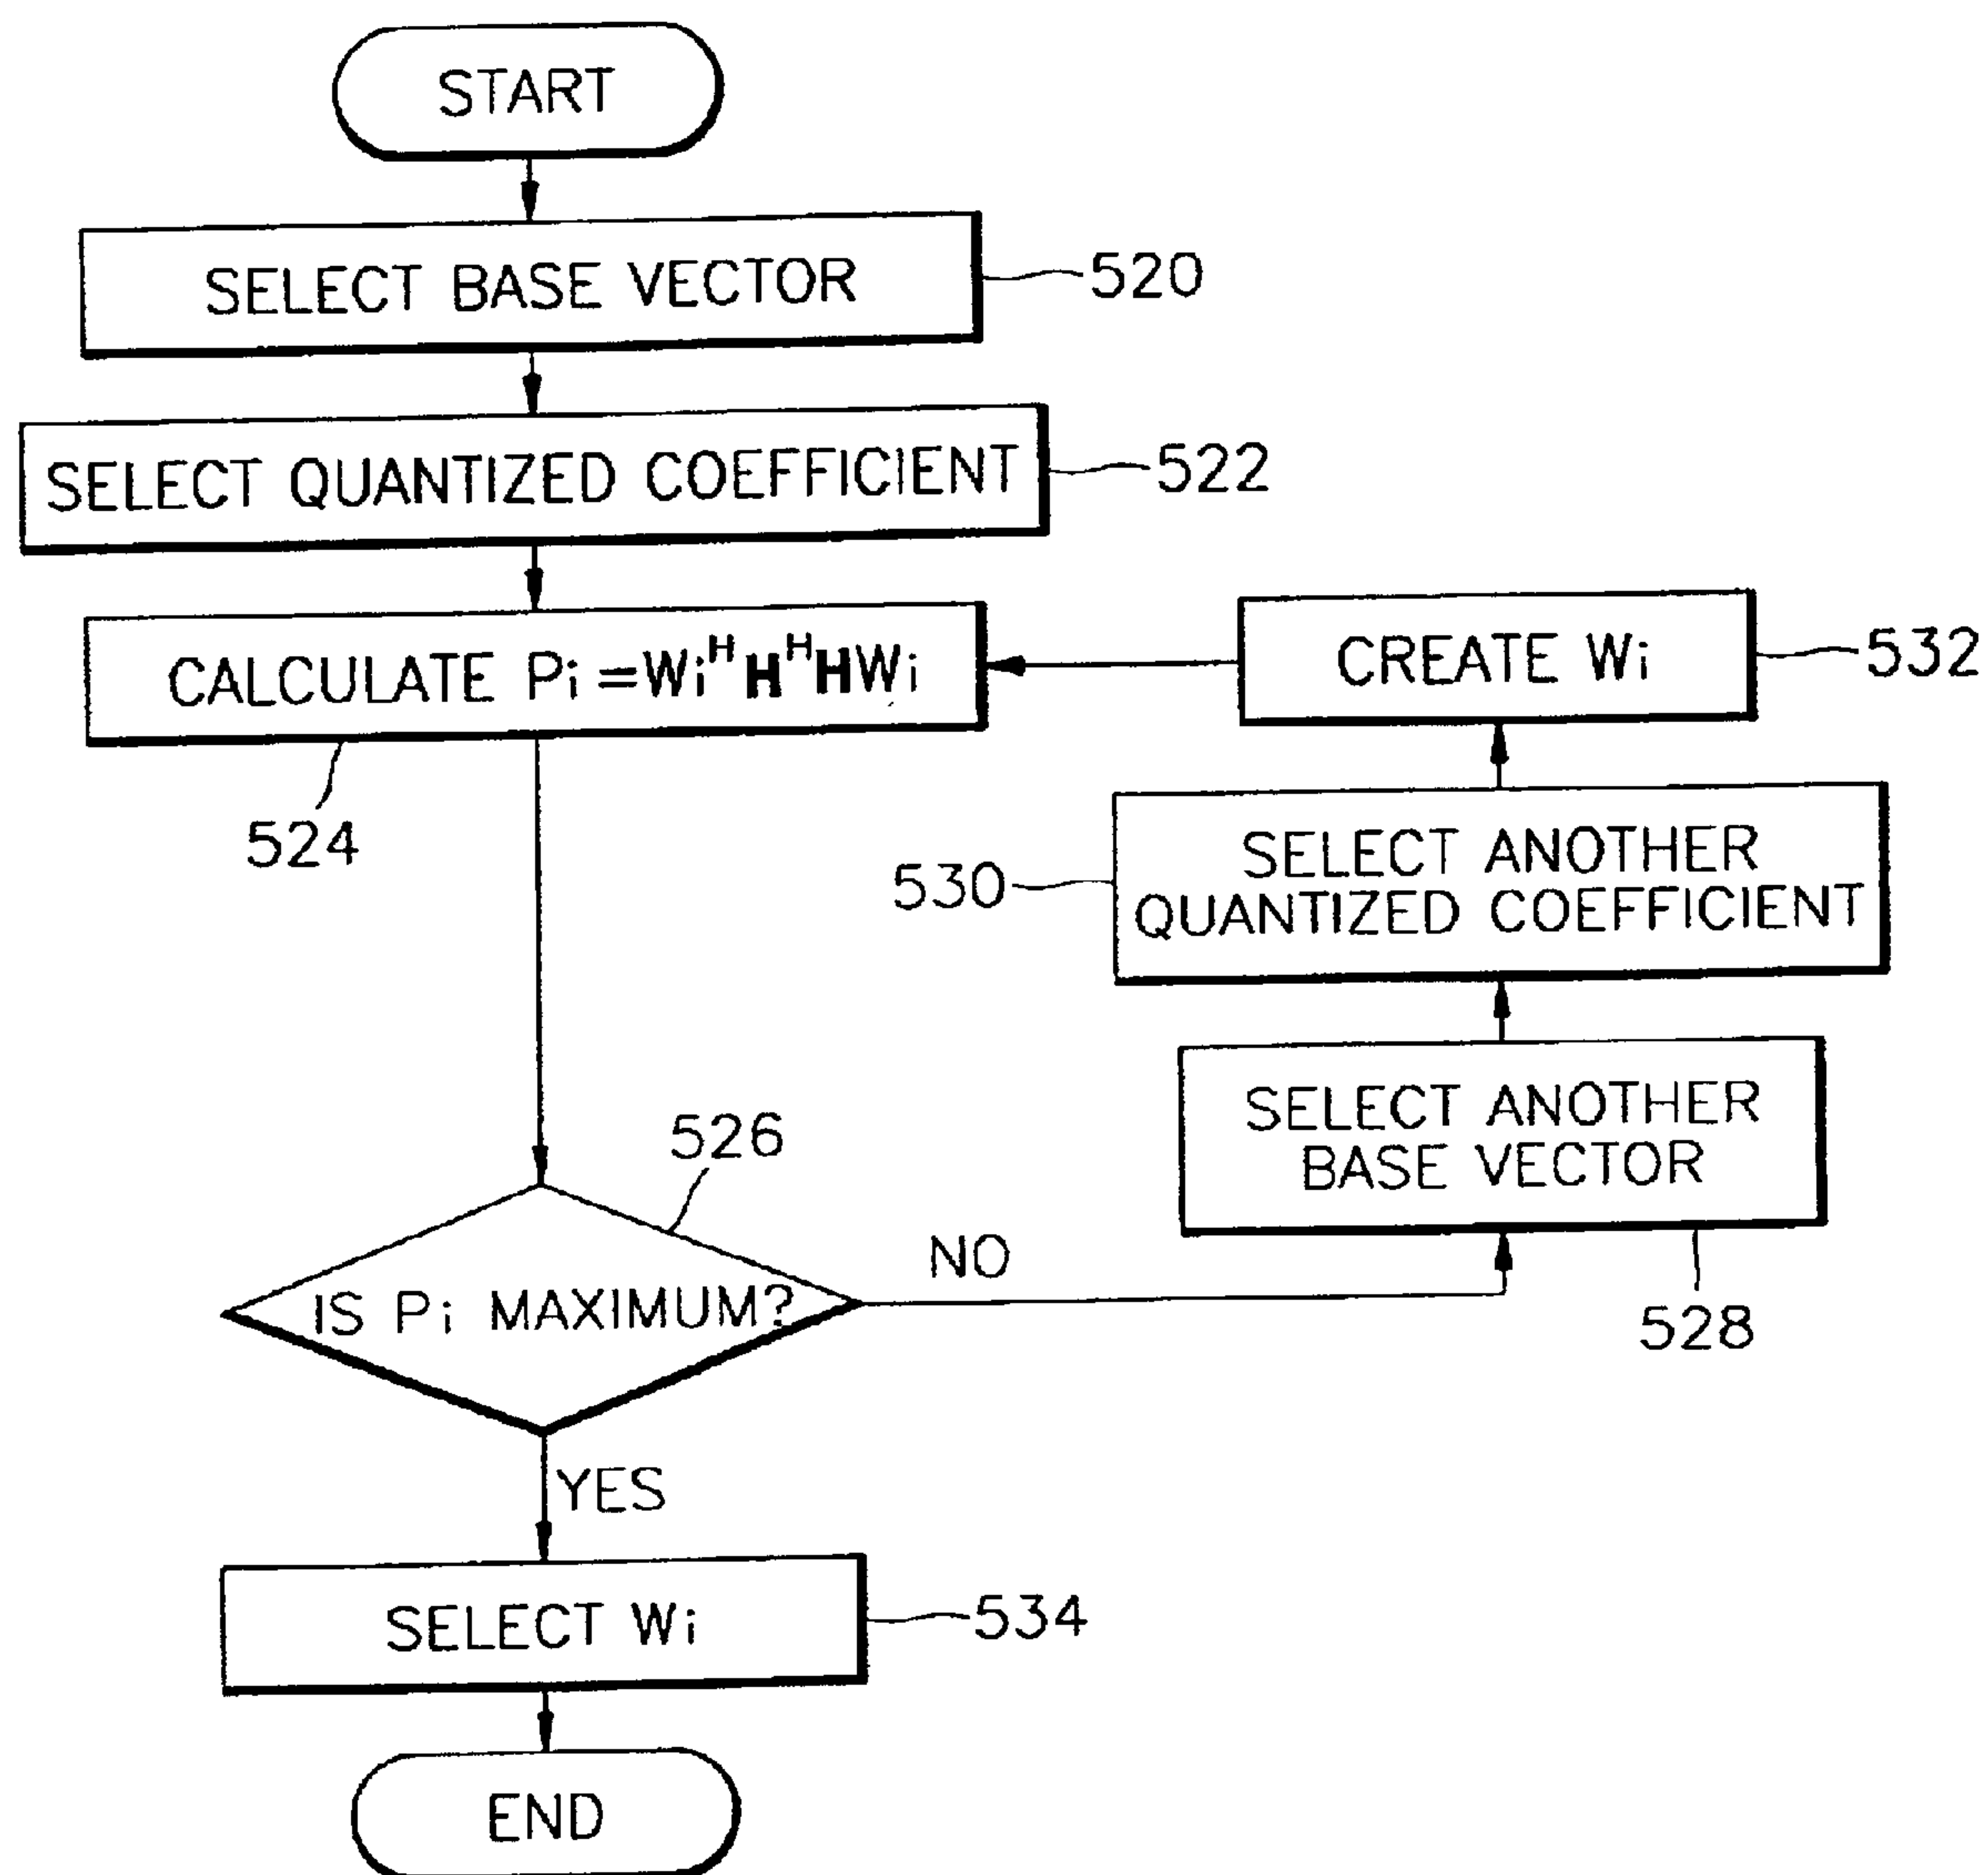 START
SELECT BASE VECTOR
520
SELECT QUANTIZED COEFFICIENT
522
CALCULATE Pi=Wi^H H^H HWi
524
CREATE Wi
532
SELECT ANOTHER
QUANTIZED COEFFICIENT
530
SELECT ANOTHER
BASE VECTOR
528
526
IS Pi MAXIMUM?
NO
YES
SELECT Wi
534
END